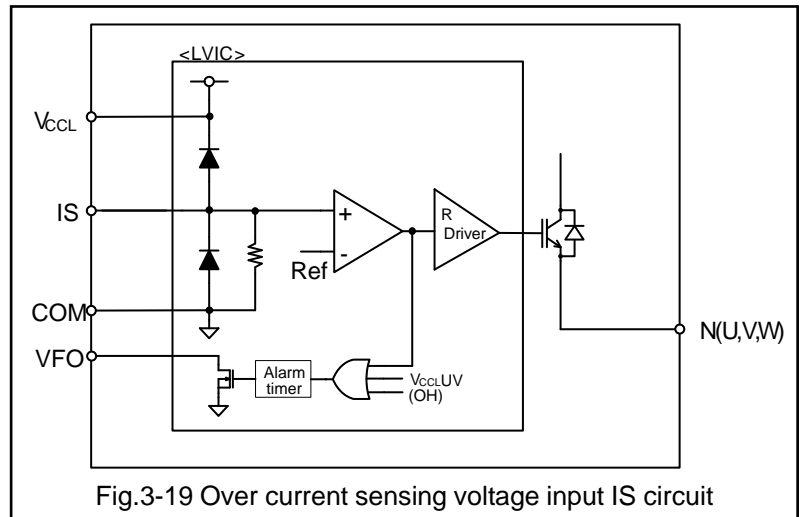 <LVIC>
VCCL
IS
COM
VFO
+
-
Ref
R
Driver
Alarm
timer
VCCLUV
(OH)
N(U,V,W)
Fig.3-19 Over current sensing voltage input IS circuit